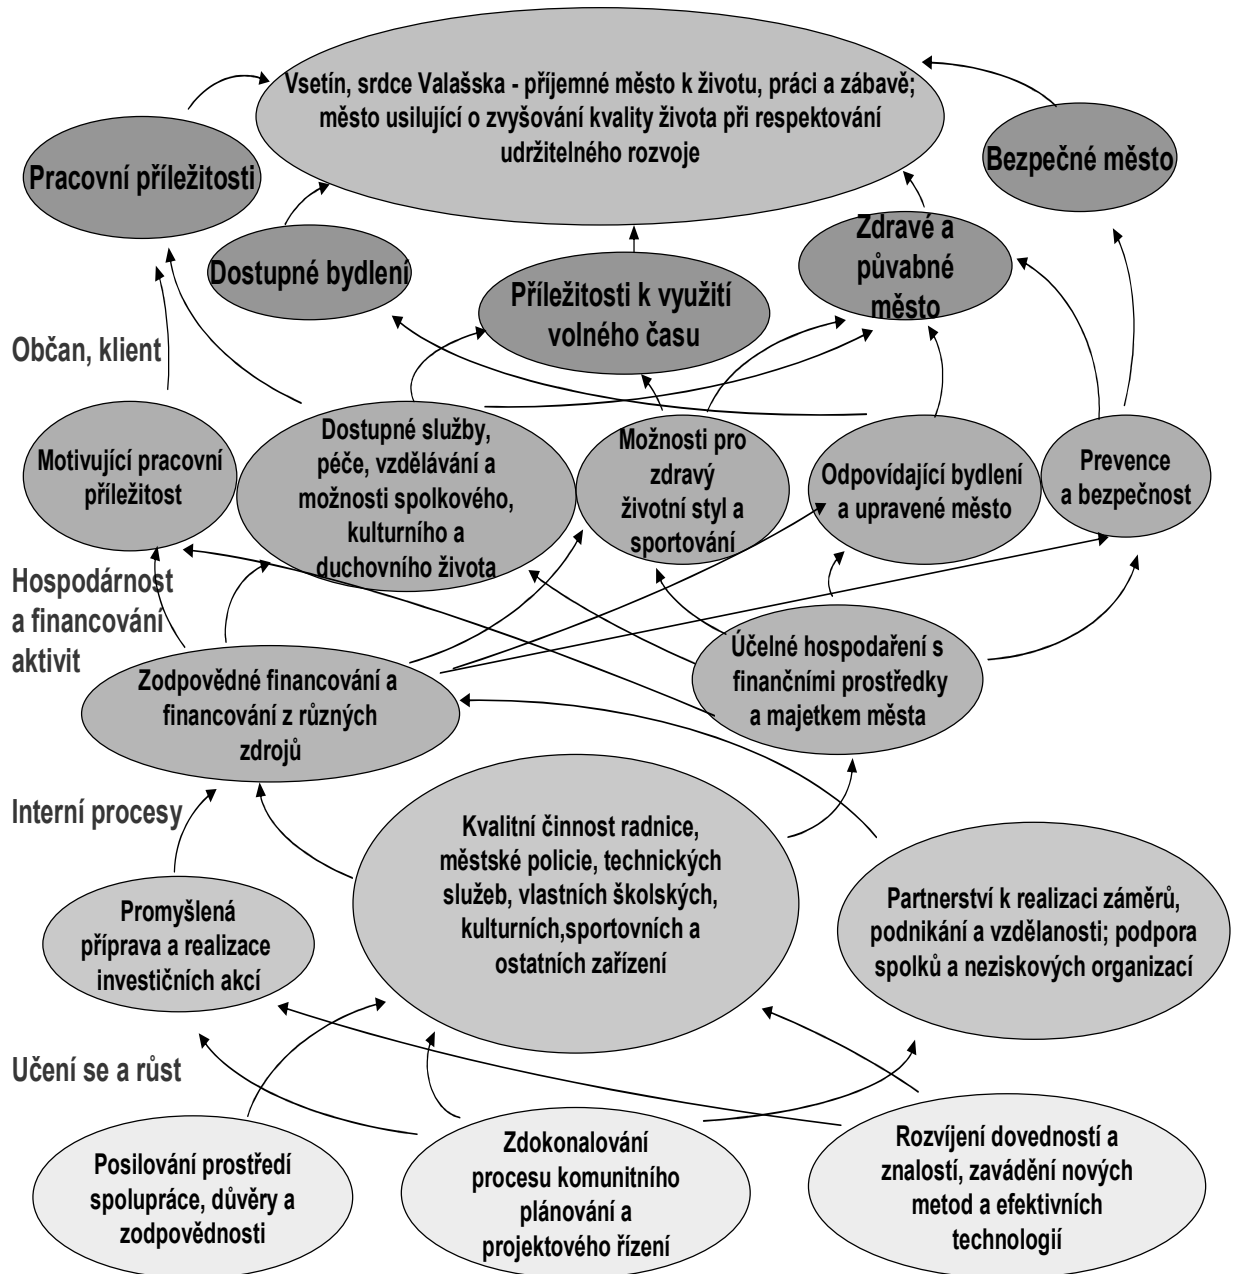 Vsetín, srdce Valašska - příjemné město k životu, práci a zábavě;
město usilující o zvyšování kvality života při respektování
udržitelného rozvoje
Pracovní příležitosti
Bezpečné město
Dostupné bydlení
Příležitosti k využití
volného času
Zdravé a
půvabné
město
Občan, klient
Motivující pracovní
příležitost
Dostupné služby,
péče, vzdělávání a
možnosti spolkového,
kulturního a
duchovního života
Možnosti pro
zdravý
životní styl a
sportování
Odpovídající bydlení
a upravené město
Prevence
a bezpečnost
Hospodárnost
a financování
aktivit
Zodpovědné financování a
financování z různých
zdrojů
Účelné hospodaření s
finančními prostředky
a majetkem města
Interní procesy
Promyšlená
příprava a realizace
investičních akcí
Kvalitní činnost radnice,
městské policie, technických
služeb, vlastních školských,
kulturních,sportovních a
ostatních zařízení
Partnerství k realizaci záměrů,
podnikání a vzdělanosti; podpora
spolků a neziskových organizací
Učení se a růst
Posilování prostředí
spolupráce, důvěry a
zodpovědnosti
Zdokonalování
procesu komunitního
plánování a
projektového řízení
Rozvíjení dovedností a
znalostí, zavádění nových
metod a efektivních
technologií